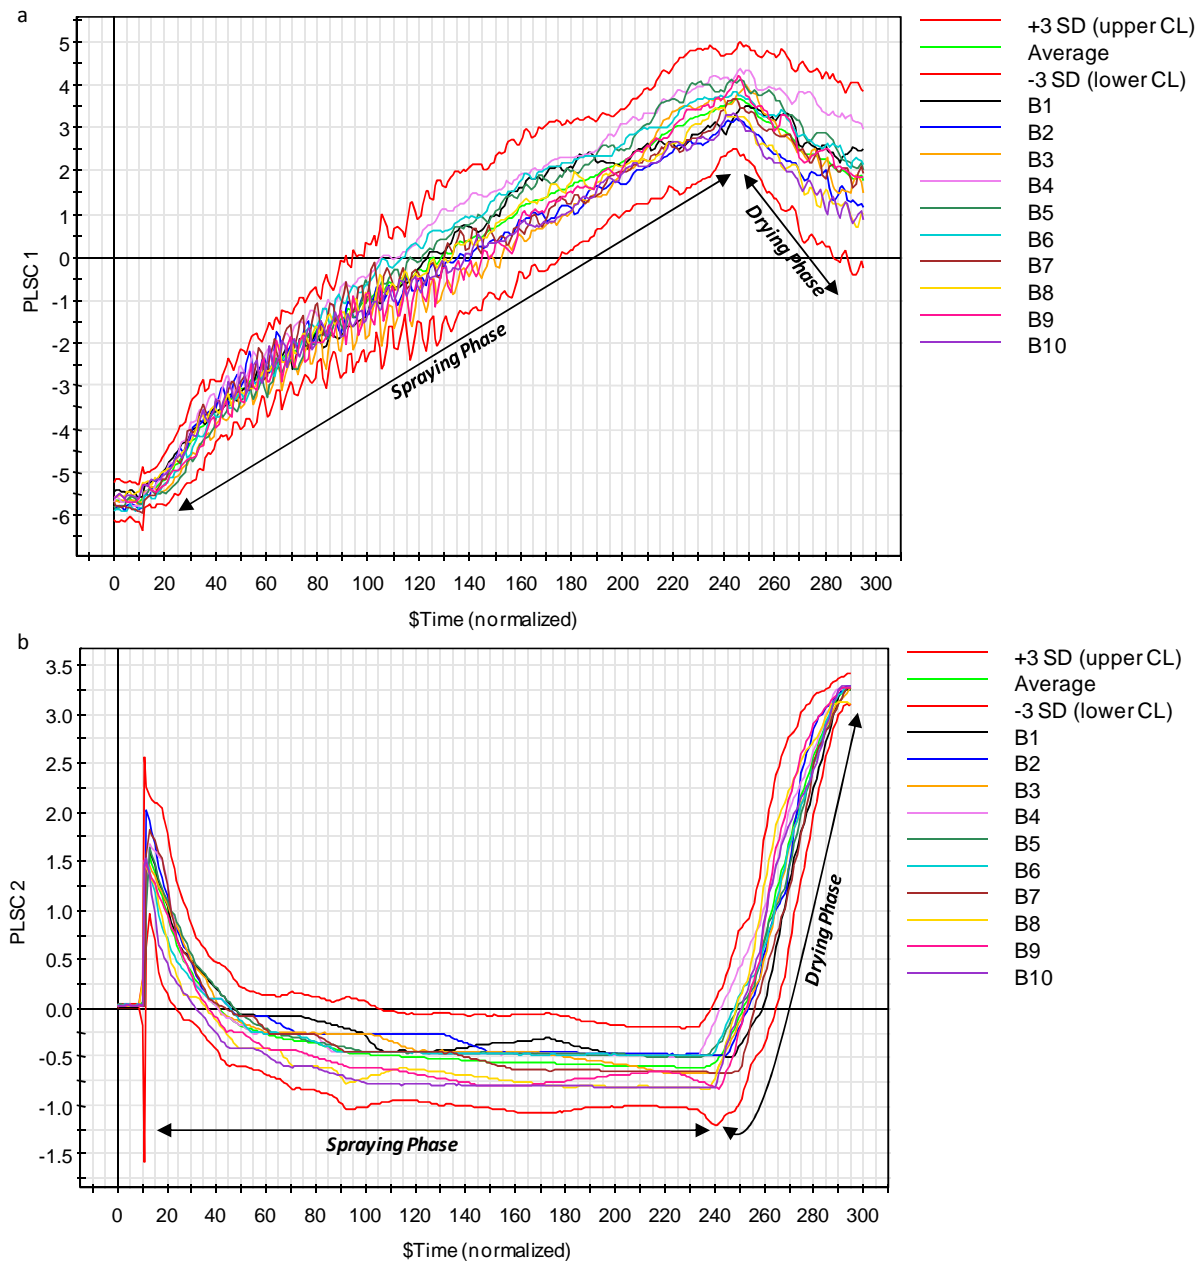 a
5
4
3
2
1
0
-1
-2
-3
-4
-5
-6
PLSC 1
Spraying Phase
Drying Phase
0 20 40 60 80 100 120 140 160 180 200 220 240 260 280 300
$Time (normalized)
+3 SD (upper CL)
Average
-3 SD (lower CL)
B1
B2
B3
B4
B5
B6
B7
B8
B9
B10
b
3.5
3.0
2.5
2.0
1.5
1.0
0.5
0.0
-0.5
-1.0
-1.5
PLSC 2
Spraying Phase
Drying Phase
0 20 40 60 80 100 120 140 160 180 200 220 240 260 280 300
$Time (normalized)
+3 SD (upper CL)
Average
-3 SD (lower CL)
B1
B2
B3
B4
B5
B6
B7
B8
B9
B10